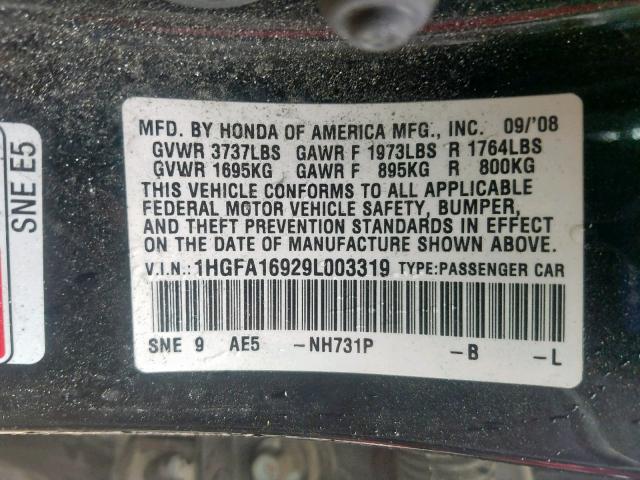 SNE E5
MFD. BY HONDA OF AMERICA MFG., INC. 09/'08
GVWR 3737LBS GAWR F 1973LBS R 1764LBS
GVWR 1695KG GAWR F 895KG R 800KG
THIS VEHICLE CONFORMS TO ALL APPLICABLE
FEDERAL MOTOR VEHICLE SAFETY, BUMPER,
AND THEFT PREVENTION STANDARDS IN EFFECT
ON THE DATE OF MANUFACTURE SHOWN ABOVE.
V.I.N.:1HGFA16929L003319 TYPE:PASSENGER CAR
SNE 9 AE5 -NH731P -B -L